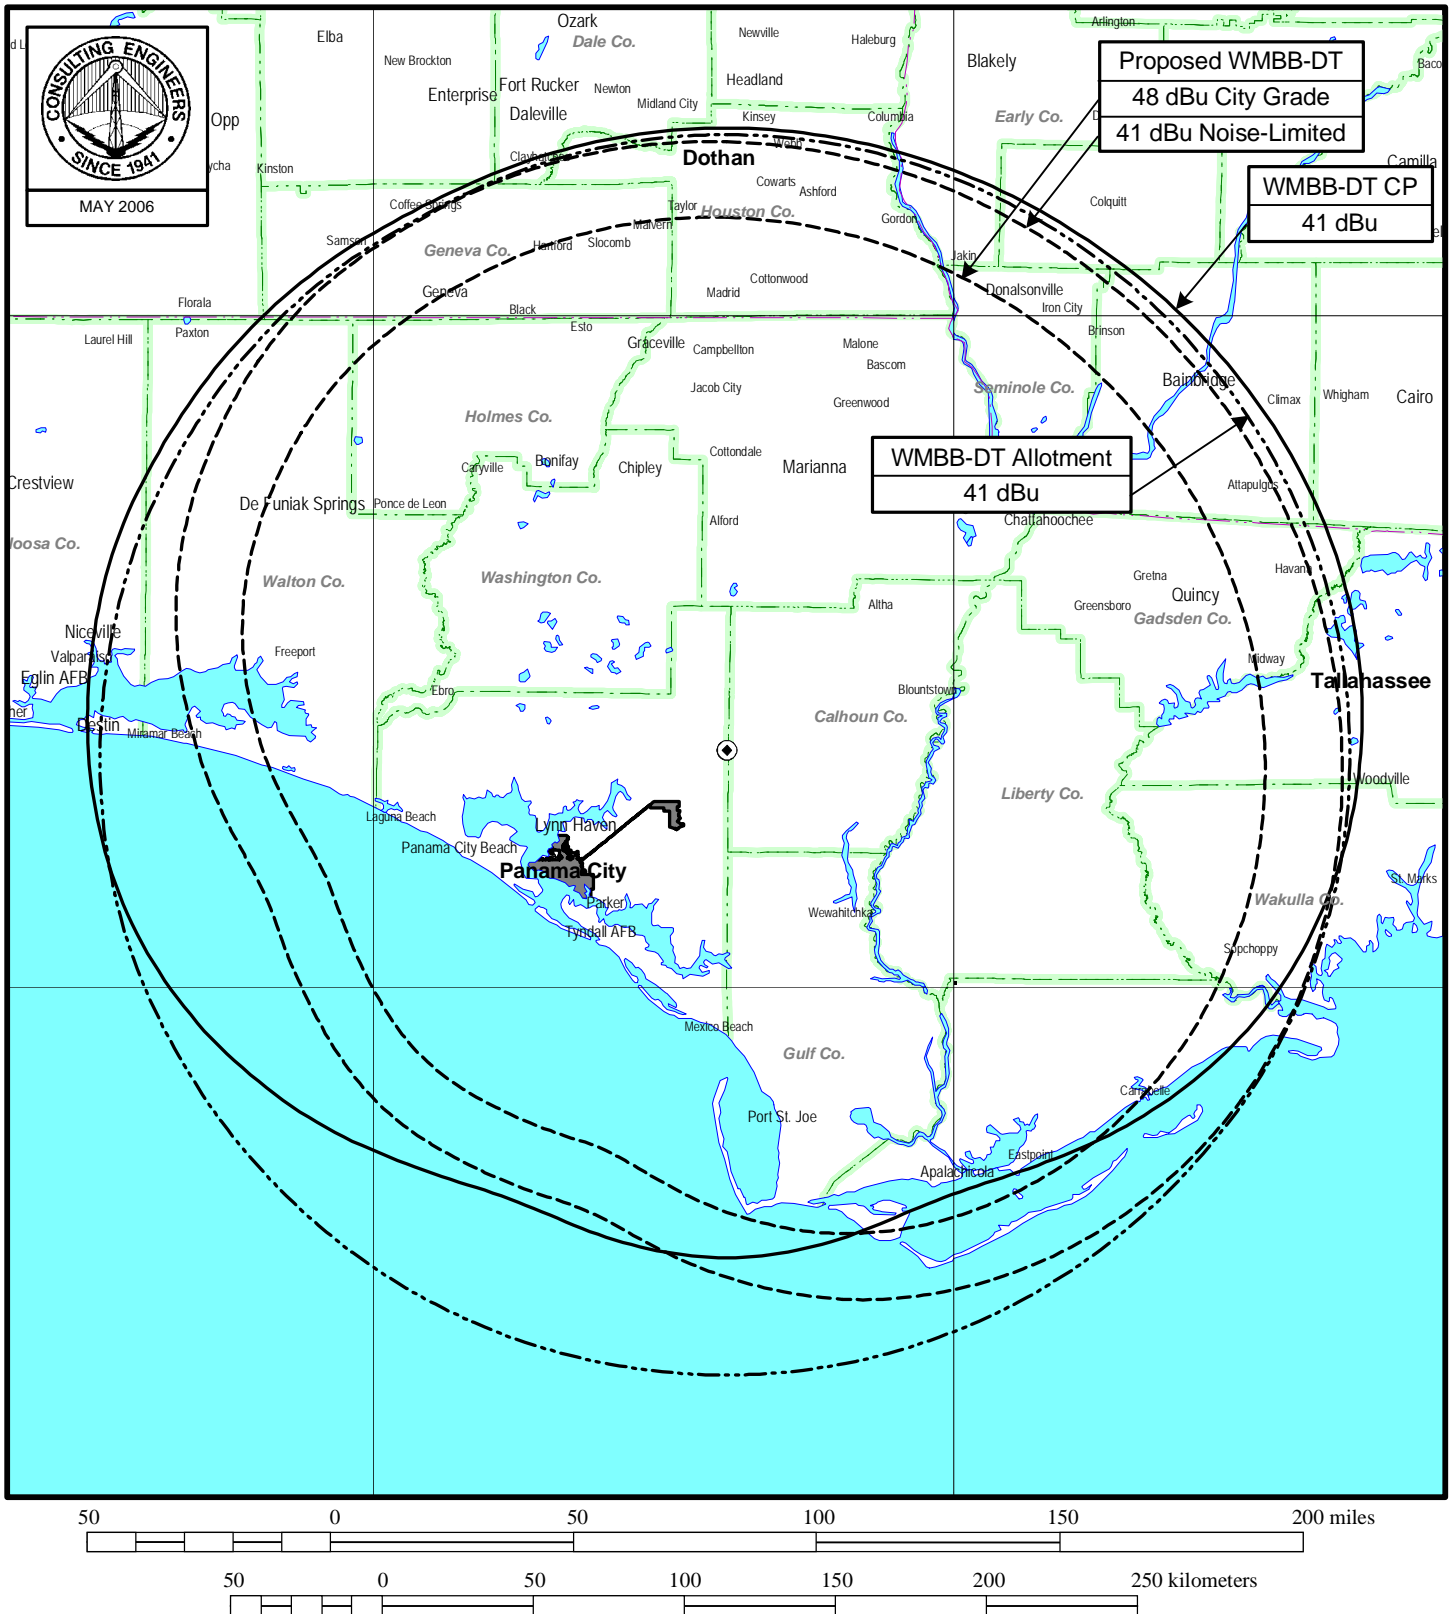 CONSULTING ENGINEERS
SINCE 1941
MAY 2006
Proposed WMBB-DT
48 dBu City Grade
41 dBu Noise-Limited
WMBB-DT CP
41 dBu
WMBB-DT Allotment
41 dBu
Ozark
Dale Co.
Elba
New Brockton
Newville
Haleburg
Arlington
Blakely
Headland
Fort Rucker
Newton
Enterprise
Daleville
Midland City
Kinsey
Columbia
Early Co.
Opp
Webb
Dothan
Kinston
Cowarts
Ashford
Camilla
Coffee Springs
Taylor
Houston Co.
Gordon
Colquitt
Samson
Geneva Co.
Hartford
Slocomb
Malvern
Jakin
Geneva
Madrid
Cottonwood
Donalsonville
Florala
Black
Iron City
Laurel Hill
Paxton
Esto
Graceville
Campbellton
Malone
Brinson
Bascom
Jacob City
Seminole Co.
Bainbridge
Holmes Co.
Greenwood
Climax
Whigham
Cairo
Cottondale
Crestview
Caryville
Bonifay
Chipley
Marianna
Attapulgus
De Funiak Springs
Ponce de Leon
Alford
Chattahoochee
loosa Co.
Walton Co.
Washington Co.
Altha
Gretna
Havana
Greensboro
Quincy
Gadsden Co.
Niceville
Valparaiso
Freeport
Midway
Eglin AFB
Ebro
Blountstown
Tallahassee
Destin
Miramar Beach
Calhoun Co.
Woodville
Laguna Beach
Lynn Haven
Liberty Co.
Panama City Beach
Panama City
St. Marks
Parker
Wewahitchka
Wakulla Co.
Tyndall AFB
Sopchoppy
Mexico Beach
Gulf Co.
Carrabelle
Port St. Joe
Eastpoint
Apalachicola
50 0 50 100 150 200 miles
50 0 50 100 150 200 250 kilometers